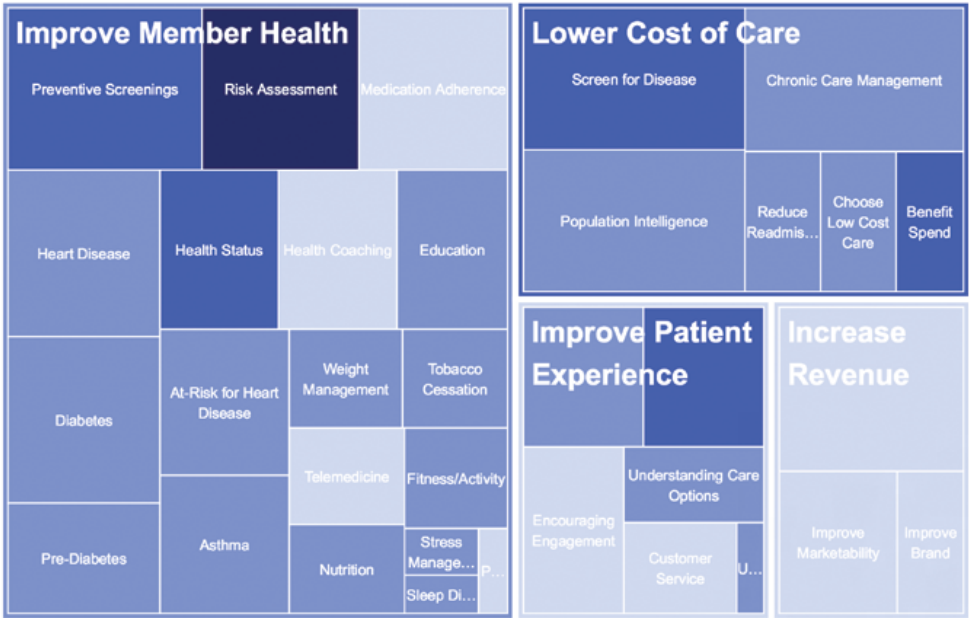 Improve Member Health
Preventive Screenings
Risk Assessment
Medication Adherence
Heart Disease
Health Status
Health Coaching
Education
Diabetes
At-Risk for Heart
Disease
Weight
Management
Tobacco
Cessation
Telemedicine
Fitness/Activity
Pre-Diabetes
Asthma
Nutrition
Stress
Manage...
Sleep Di...
P...
Lower Cost of Care
Screen for Disease
Chronic Care Management
Population Intelligence
Reduce
Readmis...
Choose
Low Cost
Care
Benefit
Spend
Improve Patient
Experience
Encouraging
Engagement
Understanding Care
Options
Customer
Service
U...
Increase
Revenue
Improve
Marketability
Improve
Brand